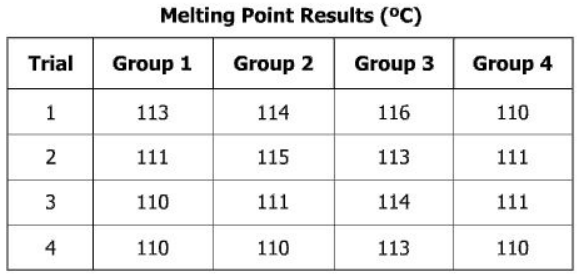 Melting Point Results (ºC)
Trial Group 1 Group 2 Group 3 Group 4
1 113 114 116 110
2 111 115 113 111
3 110 111 114 111
4 110 110 113 110